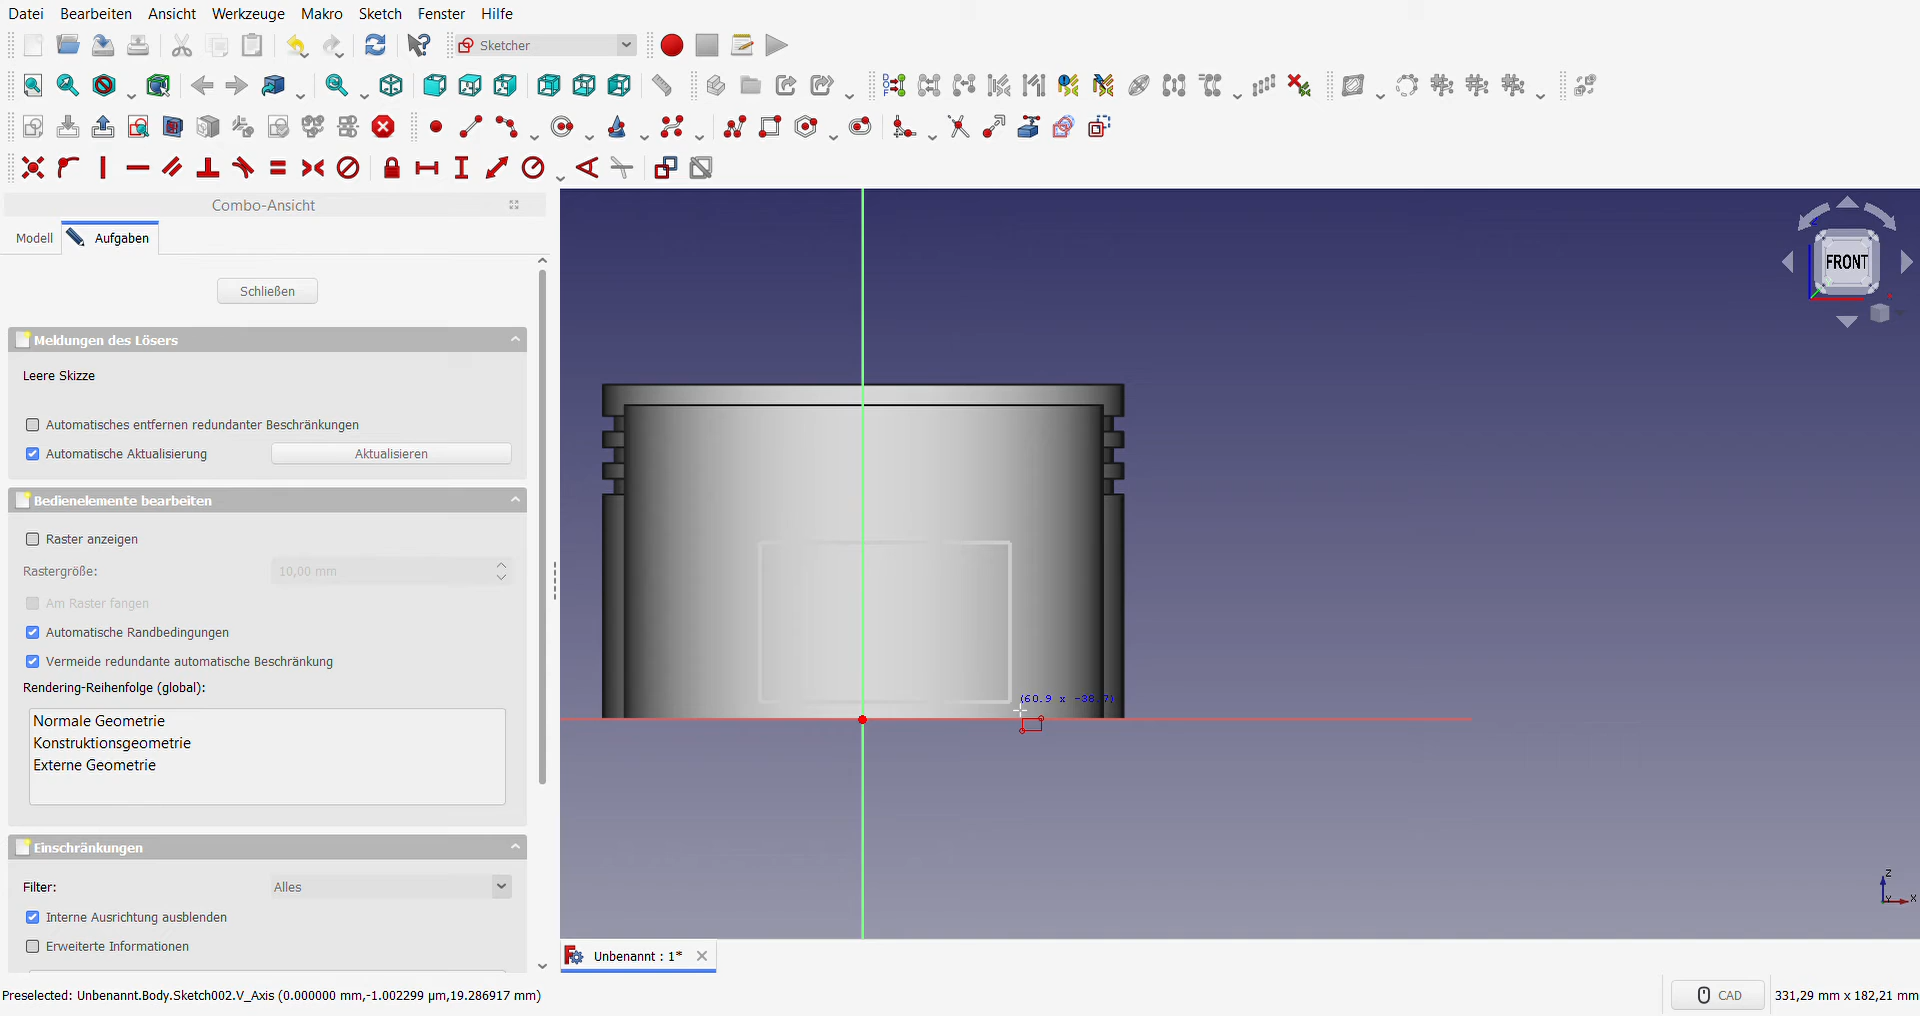 Datei Bearbeiten Ansicht Werkzeuge Makro Sketch Fenster Hilfe
Sketcher
Combo-Ansicht
Modell Aufgaben
Schließen
Meldungen des Lösers
Leere Skizze
Automatisches entfernen redundanter Beschränkungen
Automatische Aktualisierung Aktualisieren
Bedienelemente bearbeiten
Raster anzeigen
Rastergröße: 10,00 mm
Am Raster fangen
Automatische Randbedingungen
Vermeide redundante automatische Beschränkung
Rendering-Reihenfolge (global):
Normale Geometrie
Konstruktionsgeometrie
Externe Geometrie
Einschränkungen
Filter: Alles
Interne Ausrichtung ausblenden
Erweiterte Informationen
FRONT
(60.9 x -38.7)
Z
Y X
Unbenannt : 1*
Preselected: Unbenannt.Body.Sketch002.V_Axis (0.000000 mm,-1.002299 µm,19.286917 mm)
CAD 331,29 mm x 182,21 mm